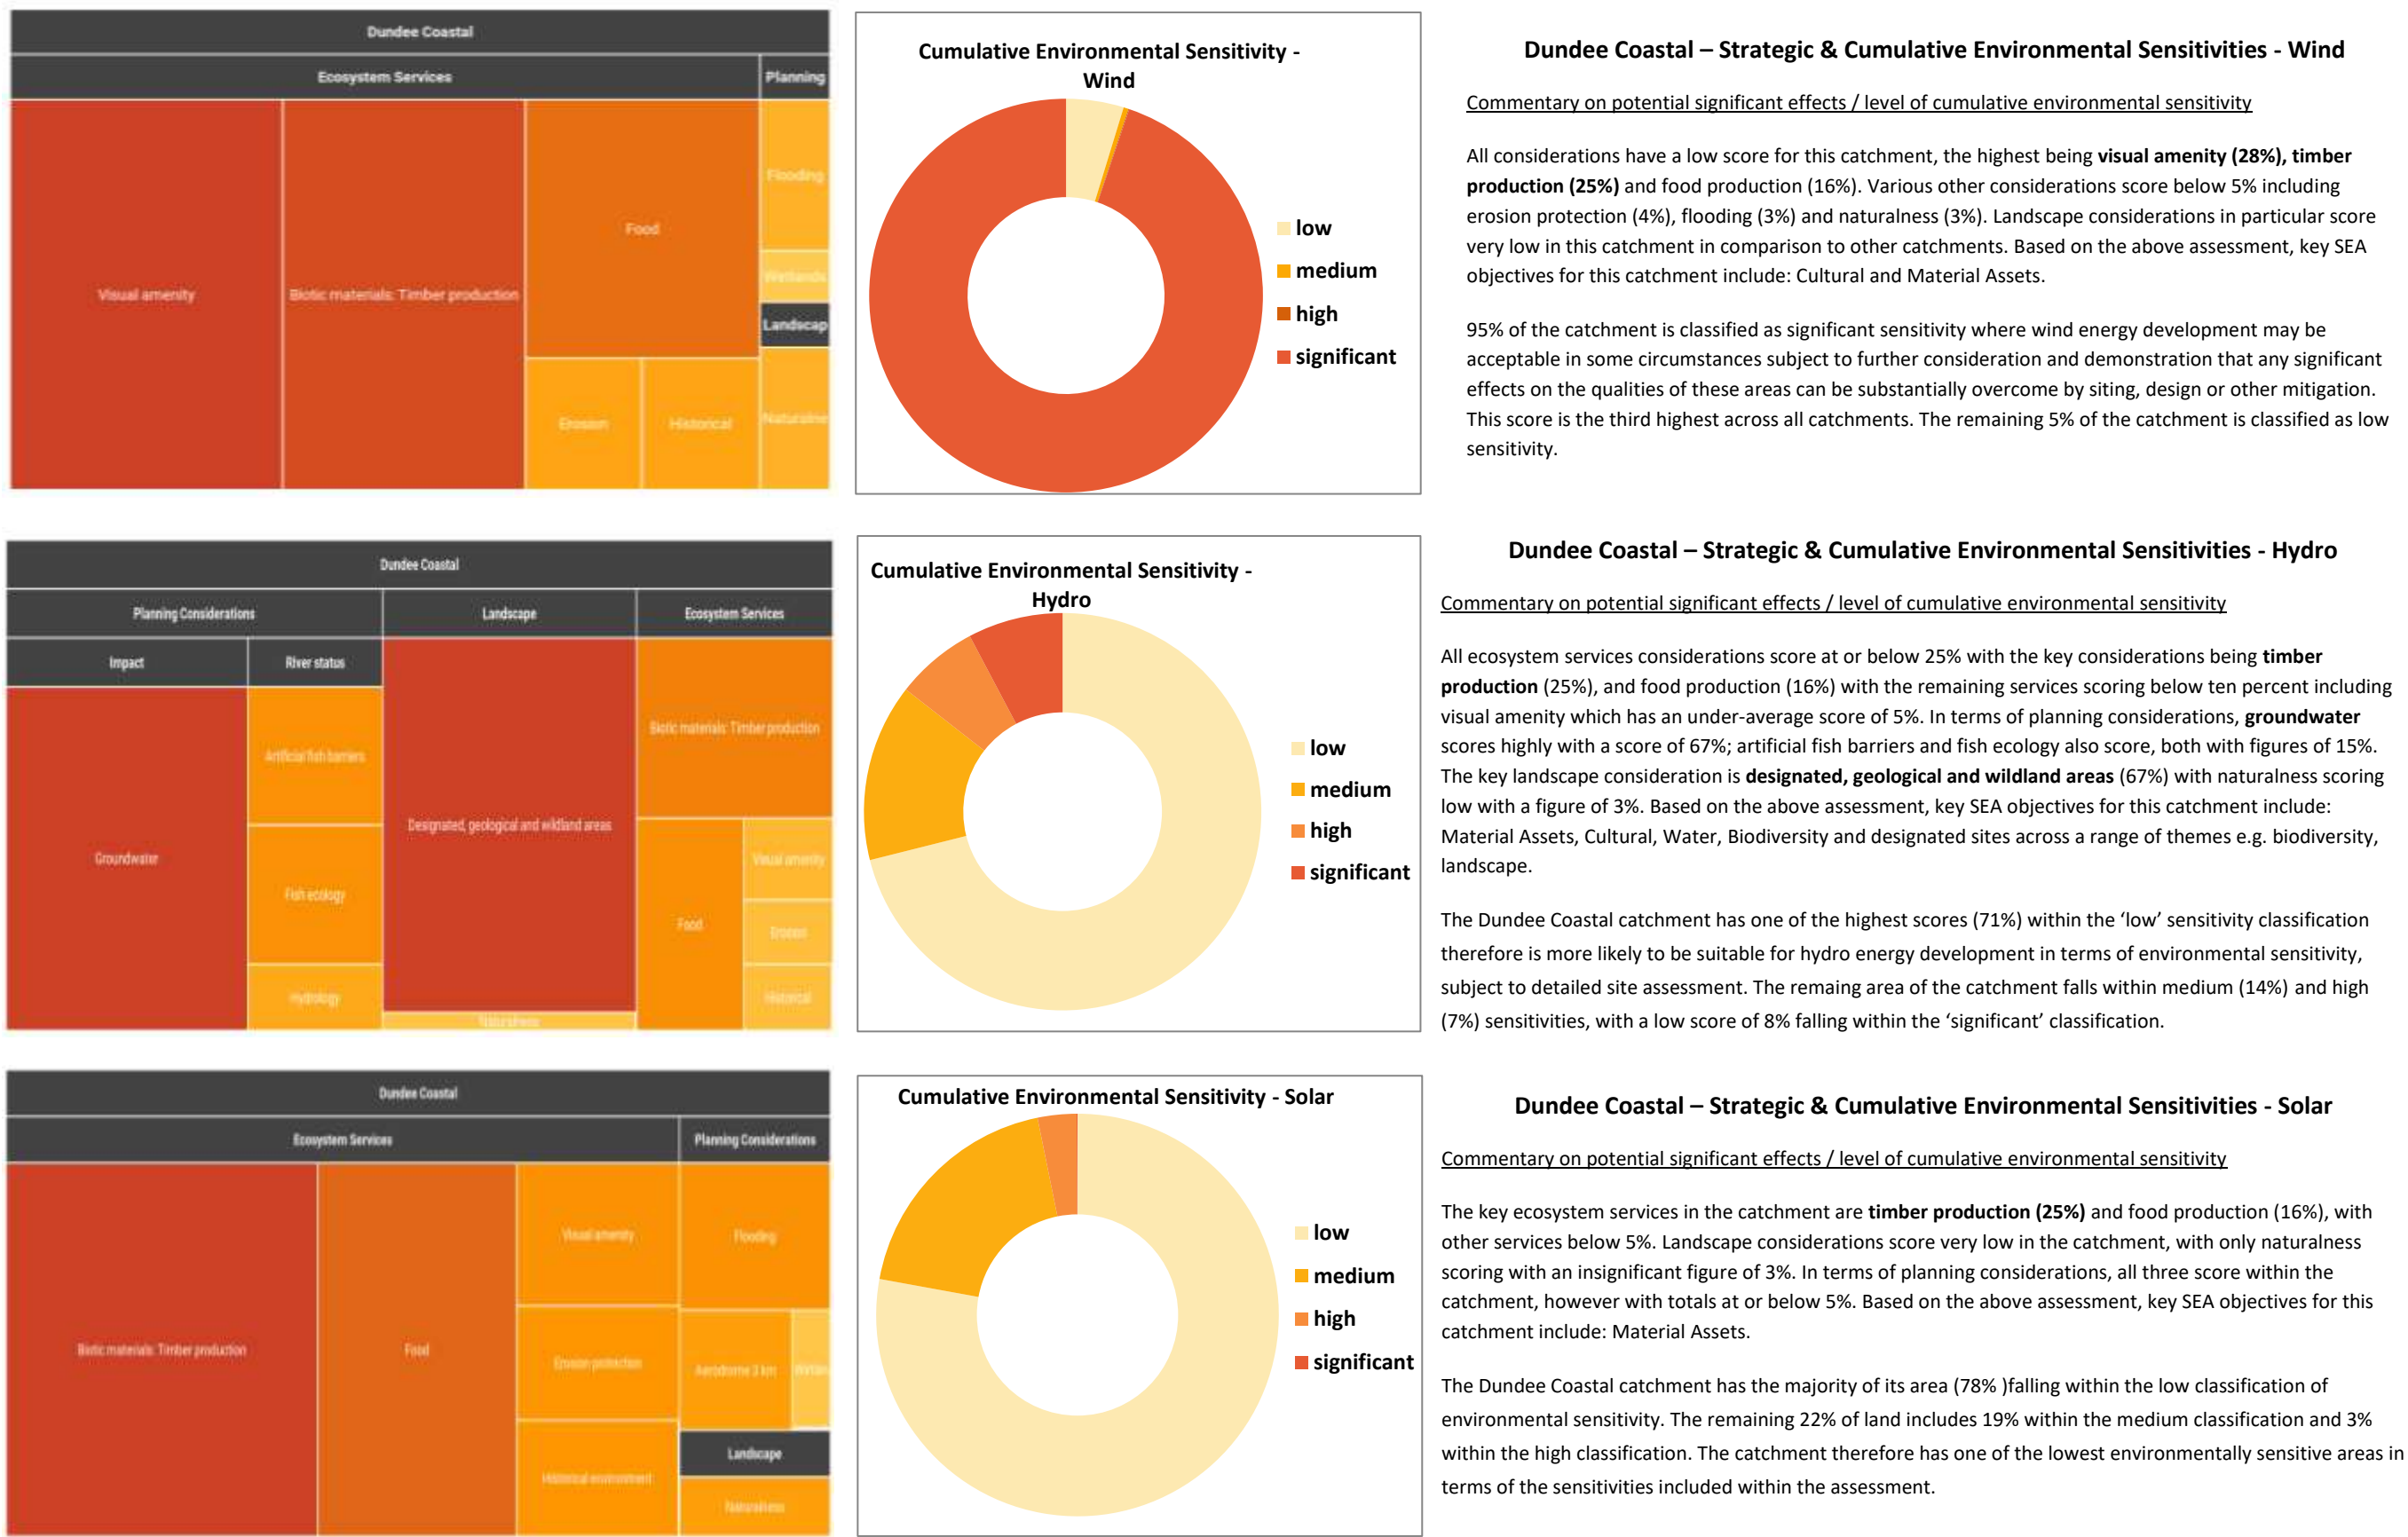 Dundee Coastal
Ecosystem Services
Planning
Visual amenity
Biotic materials: Timber production
Food
Erosion
Historical
Flooding
Wetlands
Landscap
Naturalne
Cumulative Environmental Sensitivity -
Wind
low
medium
high
significant
Dundee Coastal – Strategic & Cumulative Environmental Sensitivities - Wind
Commentary on potential significant effects / level of cumulative environmental sensitivity
All considerations have a low score for this catchment, the highest being visual amenity (28%), timber
production (25%) and food production (16%). Various other considerations score below 5% including
erosion protection (4%), flooding (3%) and naturalness (3%). Landscape considerations in particular score
very low in this catchment in comparison to other catchments. Based on the above assessment, key SEA
objectives for this catchment include: Cultural and Material Assets.
95% of the catchment is classified as significant sensitivity where wind energy development may be
acceptable in some circumstances subject to further consideration and demonstration that any significant
effects on the qualities of these areas can be substantially overcome by siting, design or other mitigation.
This score is the third highest across all catchments. The remaining 5% of the catchment is classified as low
sensitivity.
Dundee Coastal
Planning Considerations
Landscape
Ecosystem Services
Impact
River status
Groundwater
Artificial fish barriers
Fish ecology
Hydrology
Designated, geological and wildland areas
Naturalness
Biotic materials: Timber production
Food
Visual amenity
Erosion
Historical
Cumulative Environmental Sensitivity -
Hydro
low
medium
high
significant
Dundee Coastal – Strategic & Cumulative Environmental Sensitivities - Hydro
Commentary on potential significant effects / level of cumulative environmental sensitivity
All ecosystem services considerations score at or below 25% with the key considerations being timber
production (25%), and food production (16%) with the remaining services scoring below ten percent including
visual amenity which has an under-average score of 5%. In terms of planning considerations, groundwater
scores highly with a score of 67%; artificial fish barriers and fish ecology also score, both with figures of 15%.
The key landscape consideration is designated, geological and wildland areas (67%) with naturalness scoring
low with a figure of 3%. Based on the above assessment, key SEA objectives for this catchment include:
Material Assets, Cultural, Water, Biodiversity and designated sites across a range of themes e.g. biodiversity,
landscape.
The Dundee Coastal catchment has one of the highest scores (71%) within the ‘low’ sensitivity classification
therefore is more likely to be suitable for hydro energy development in terms of environmental sensitivity,
subject to detailed site assessment. The remaing area of the catchment falls within medium (14%) and high
(7%) sensitivities, with a low score of 8% falling within the ‘significant’ classification.
Dundee Coastal
Ecosystem Services
Planning Considerations
Biotic materials: Timber production
Food
Visual amenity
Erosion protection
Historical environment
Flooding
Aerodrome 3 km
Landscape
Naturalness
Cumulative Environmental Sensitivity - Solar
low
medium
high
significant
Dundee Coastal – Strategic & Cumulative Environmental Sensitivities - Solar
Commentary on potential significant effects / level of cumulative environmental sensitivity
The key ecosystem services in the catchment are timber production (25%) and food production (16%), with
other services below 5%. Landscape considerations score very low in the catchment, with only naturalness
scoring with an insignificant figure of 3%. In terms of planning considerations, all three score within the
catchment, however with totals at or below 5%. Based on the above assessment, key SEA objectives for this
catchment include: Material Assets.
The Dundee Coastal catchment has the majority of its area (78% )falling within the low classification of
environmental sensitivity. The remaining 22% of land includes 19% within the medium classification and 3%
within the high classification. The catchment therefore has one of the lowest environmentally sensitive areas in
terms of the sensitivities included within the assessment.